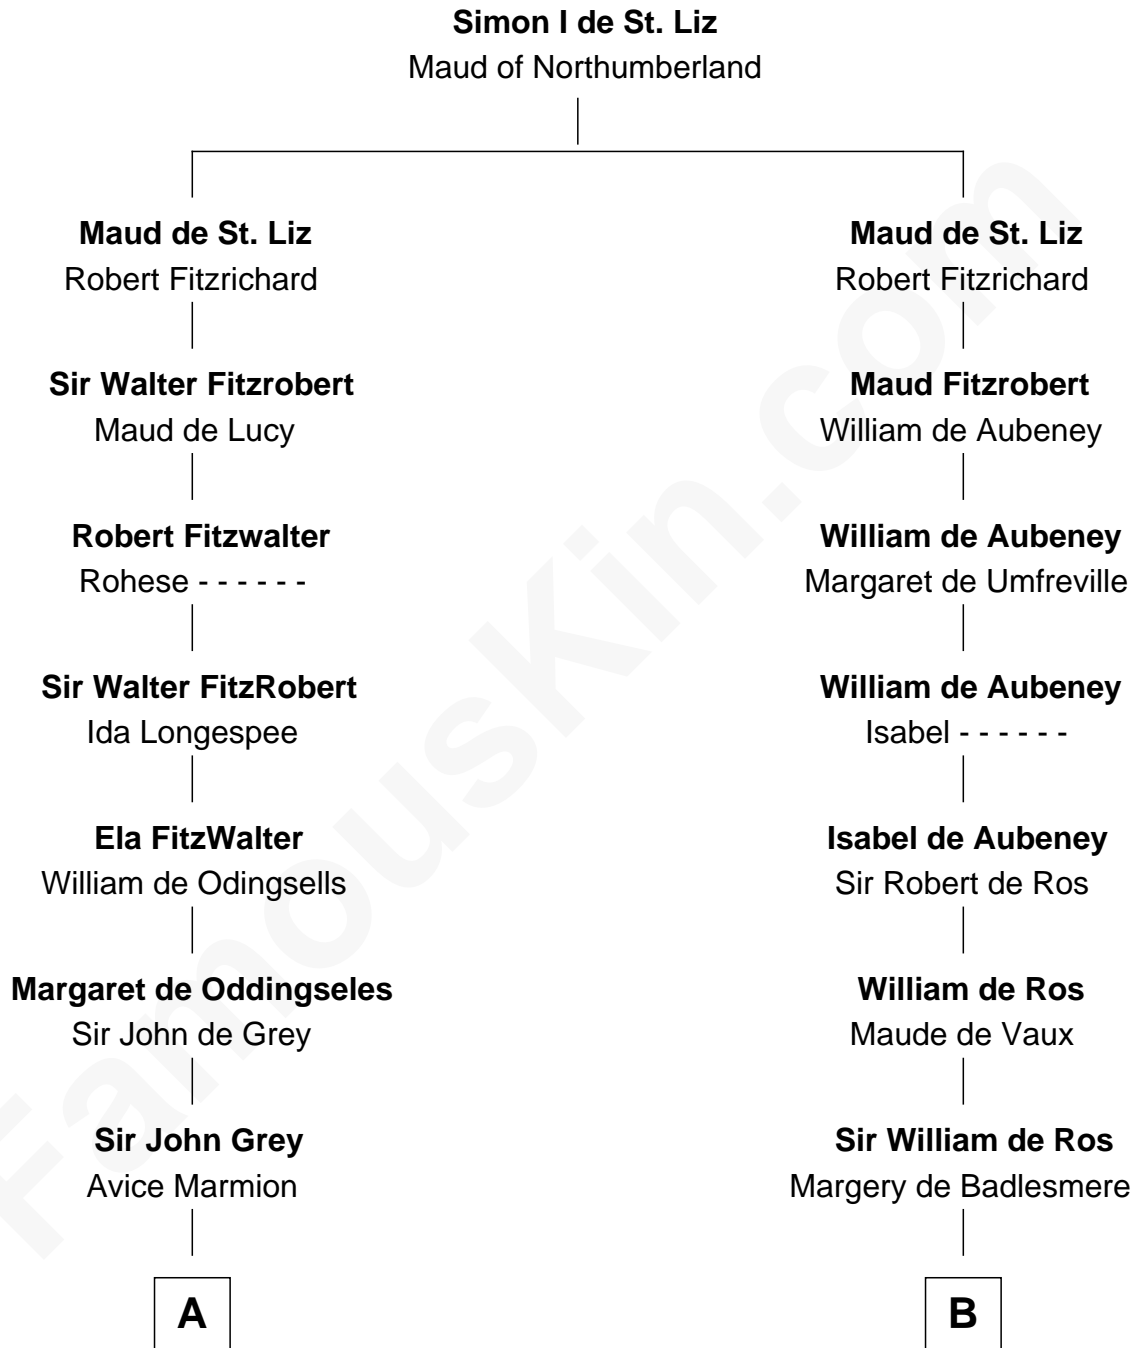 Simon I de St. Liz
Maud of Northumberland
Maud de St. Liz
Robert Fitzrichard
Maud de St. Liz
Robert Fitzrichard
Sir Walter Fitzrobert
Maud de Lucy
Maud Fitzrobert
William de Aubeney
Robert Fitzwalter
Rohese - - - - - -
William de Aubeney
Margaret de Umfreville
Sir Walter FitzRobert
Ida Longespee
William de Aubeney
Isabel - - - - - -
Ela FitzWalter
William de Odingsells
Isabel de Aubeney
Sir Robert de Ros
Margaret de Oddingseles
Sir John de Grey
William de Ros
Maude de Vaux
Sir John Grey
Avice Marmion
Sir William de Ros
Margery de Badlesmere
A
B
FamousKin.com